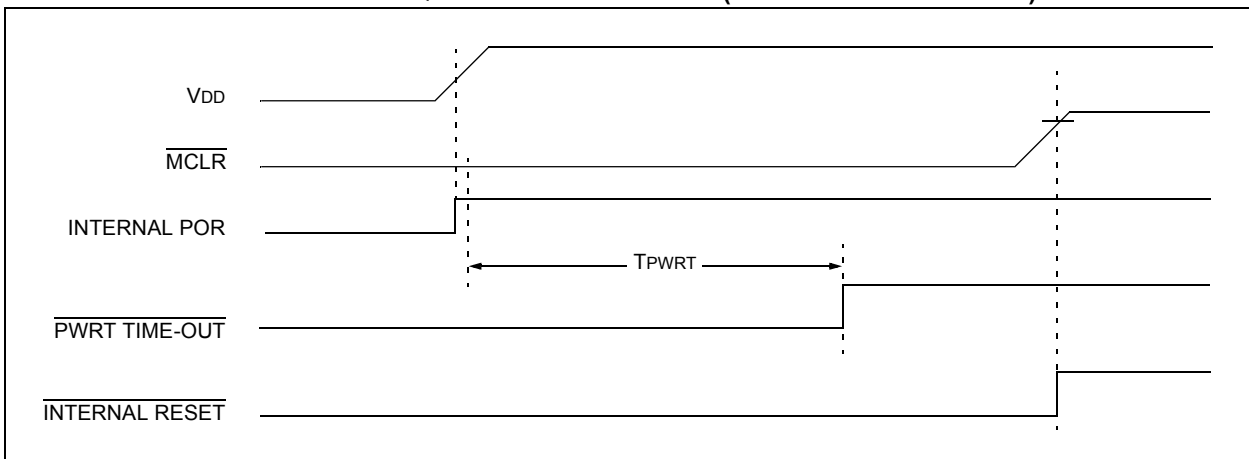 VDD
MCLR
INTERNAL POR
TPWRT
PWRT TIME-OUT
INTERNAL RESET